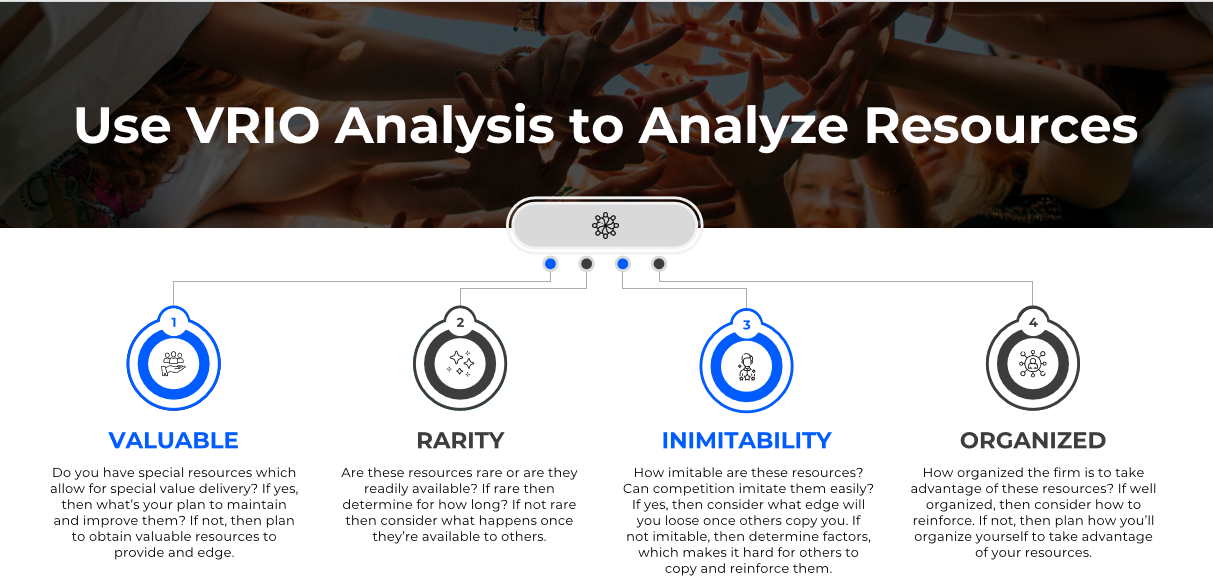 Use VRIO Analysis to Analyze Resources
1
VALUABLE
Do you have special resources which
allow for special value delivery? If yes,
then what's your plan to maintain
and improve them? If not, then plan
to obtain valuable resources to
provide and edge.
2
RARITY
Are these resources rare or are they
readily available? If rare then
determine for how long? If not rare
then consider what happens once
they're available to others.
3
INIMITABILITY
How imitable are these resources?
Can competition imitate them easily?
If yes, then consider what edge will
you loose once others copy you. If
not imitable, then determine factors,
which makes it hard for others to
copy and reinforce them.
4
ORGANIZED
How organized the firm is to take
advantage of these resources? If well
organized, then consider how to
reinforce. If not, then plan how you'll
organize yourself to take advantage
of your resources.